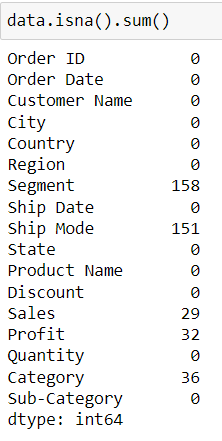 data.isna().sum()
Order ID 0
Order Date 0
Customer Name 0
City 0
Country 0
Region 0
Segment 158
Ship Date 0
Ship Mode 151
State 0
Product Name 0
Discount 0
Sales 29
Profit 32
Quantity 0
Category 36
Sub-Category 0
dtype: int64